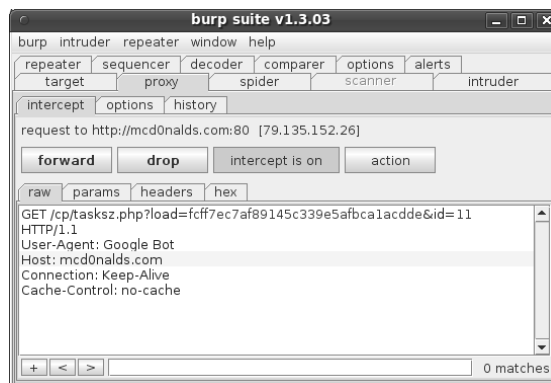 burp suite v1.3.03
burp intruder repeater window help
repeater sequencer decoder comparer options alerts
target proxy spider scanner intruder
intercept options history
request to http://mcd0nalds.com:80 [79.135.152.26]
forward drop intercept is on action
raw params headers hex
GET /cp/tasksz.php?load=fcff7ec7af89145c339e5afbca1acdde&id=11
HTTP/1.1
User-Agent: Google Bot
Host: mcd0nalds.com
Connection: Keep-Alive
Cache-Control: no-cache
+ < > 0 matches